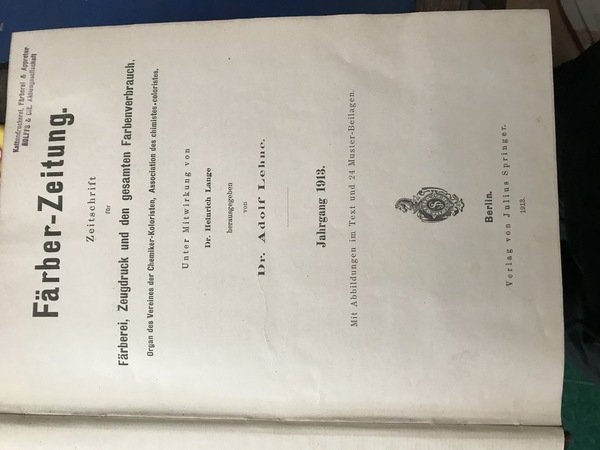 Kattundruckerei, Färberei & Appretur
ROLFFS & CIE, Aktiengesellschaft
Färber-Zeitung.
Zeitschrift
für
Färberei, Zeugdruck und den gesamten Farbenverbrauch.
Organ des Vereines der Chemiker-Koloristen, Association des chimistes-coloristes.
Unter Mitwirkung von
Dr. Heinrich Lange
herausgegeben
von
Dr. Adolf Lehne.
Jahrgang 1913.
Mit Abbildungen im Text und 24 Muster-Beilagen.
Berlin.
Verlag von Julius Springer.
1913.